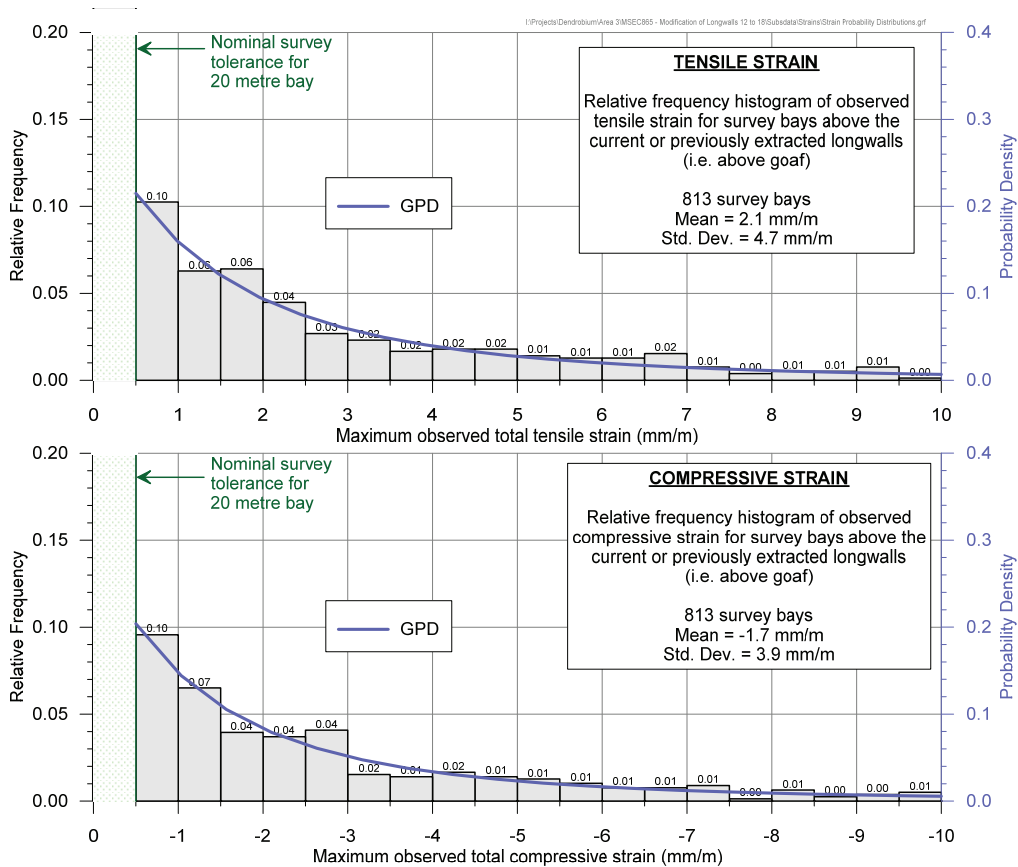 I:\Projects\Dendrobium\Area 3\MSEC865 - Modification of Longwalls 12 to 18\Subsdata\Strains\Strain Probability Distributions.grf
0.20
0.15
0.10
0.05
0.00
Relative Frequency
Nominal survey
tolerance for
20 metre bay
GPD
TENSILE STRAIN
Relative frequency histogram of observed
tensile strain for survey bays above the
current or previously extracted longwalls
(i.e. above goaf)
813 survey bays
Mean = 2.1 mm/m
Std. Dev. = 4.7 mm/m
0.10 0.06 0.06 0.04 0.03 0.02 0.02 0.02 0.02 0.01 0.01 0.01 0.02 0.01 0.00 0.01 0.01 0.01 0.00
0.4
0.3
0.2
0.1
0.0
Probability Density
0 1 2 3 4 5 6 7 8 9 10
Maximum observed total tensile strain (mm/m)
0.20
0.15
0.10
0.05
0.00
Relative Frequency
Nominal survey
tolerance for
20 metre bay
GPD
COMPRESSIVE STRAIN
Relative frequency histogram of observed
compressive strain for survey bays above the
current or previously extracted longwalls
(i.e. above goaf)
813 survey bays
Mean = -1.7 mm/m
Std. Dev. = 3.9 mm/m
0.10 0.07 0.04 0.04 0.04 0.02 0.01 0.02 0.01 0.01 0.01 0.01 0.01 0.01 0.00 0.01 0.00 0.00 0.01
0.4
0.3
0.2
0.1
0.0
Probability Density
0 -1 -2 -3 -4 -5 -6 -7 -8 -9 -10
Maximum observed total compressive strain (mm/m)